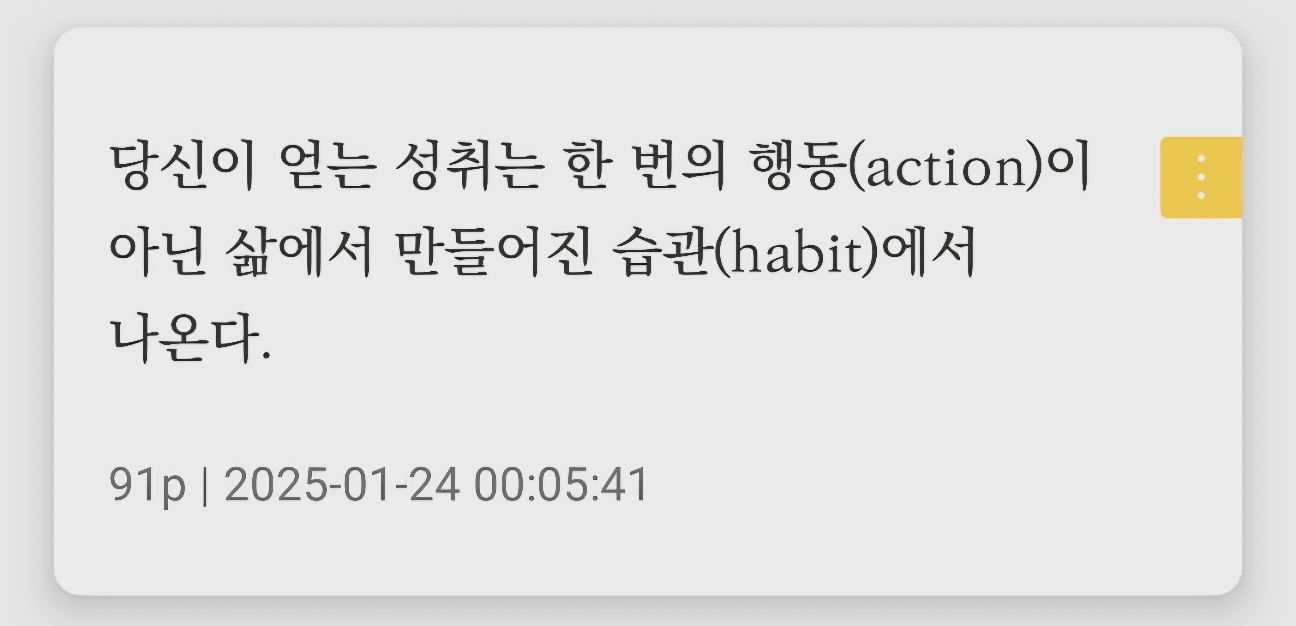 당신이 얻는 성취는 한 번의 행동(action)이
아닌 삶에서 만들어진 습관(habit)에서
나온다.
91p | 2025-01-24 00:05:41